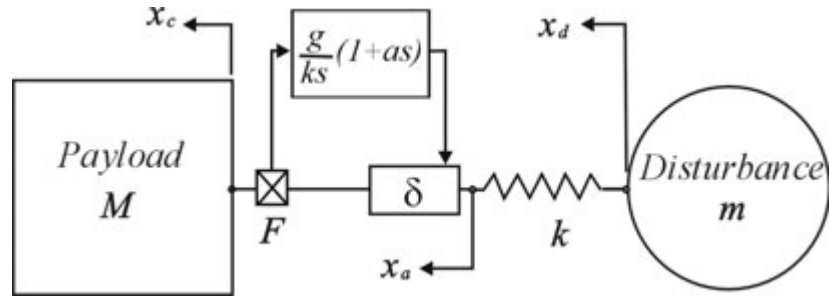 x_c
g/ks (1+as)
x_d
Payload
M
F
δ
x_a
k
Disturbance
m